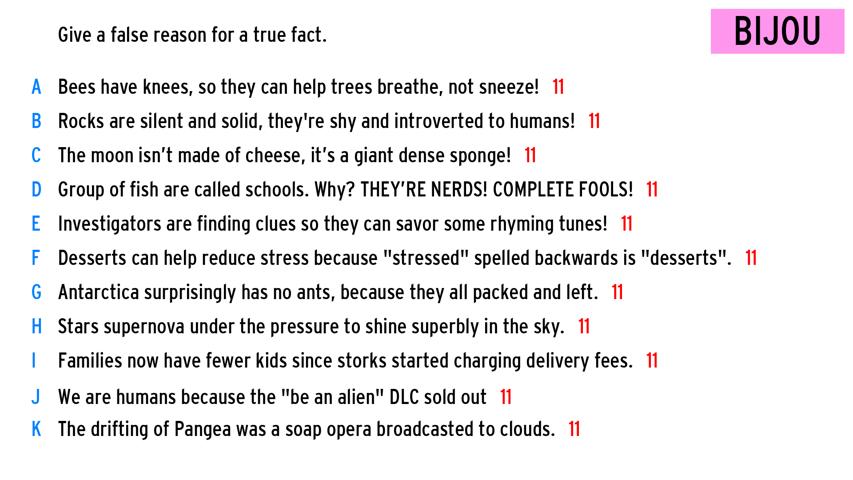 Give a false reason for a true fact.
BIJOU
A Bees have knees, so they can help trees breathe, not sneeze! 11
B Rocks are silent and solid, they're shy and introverted to humans! 11
C The moon isn’t made of cheese, it’s a giant dense sponge! 11
D Group of fish are called schools. Why? THEY’RE NERDS! COMPLETE FOOLS! 11
E Investigators are finding clues so they can savor some rhyming tunes! 11
F Desserts can help reduce stress because "stressed" spelled backwards is "desserts". 11
G Antarctica surprisingly has no ants, because they all packed and left. 11
H Stars supernova under the pressure to shine superbly in the sky. 11
I Families now have fewer kids since storks started charging delivery fees. 11
J We are humans because the "be an alien" DLC sold out 11
K The drifting of Pangea was a soap opera broadcasted to clouds. 11